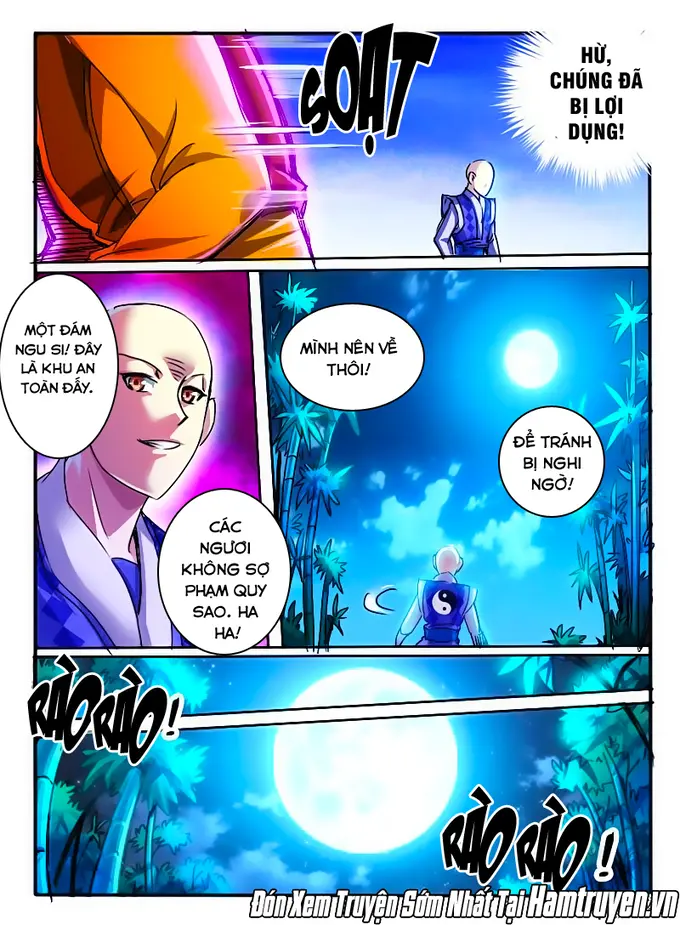 SOẠT
HỪ,
CHÚNG ĐÃ
BỊ LỢI
DỤNG!
MỘT ĐÁM
NGU SI! ĐÂY
LÀ KHU AN
TOÀN ĐẤY.
MÌNH NÊN VỀ
THÔI!
ĐỂ TRÁNH
BỊ NGHI
NGỜ!
CÁC
NGƯƠI
KHÔNG SỢ
PHẠM QUY
SAO. HA
HA!
RÀO RÀO!
RÀO RÀO!
Đón Xem Truyện Sớm Nhất Tại Hamtruyen.vn